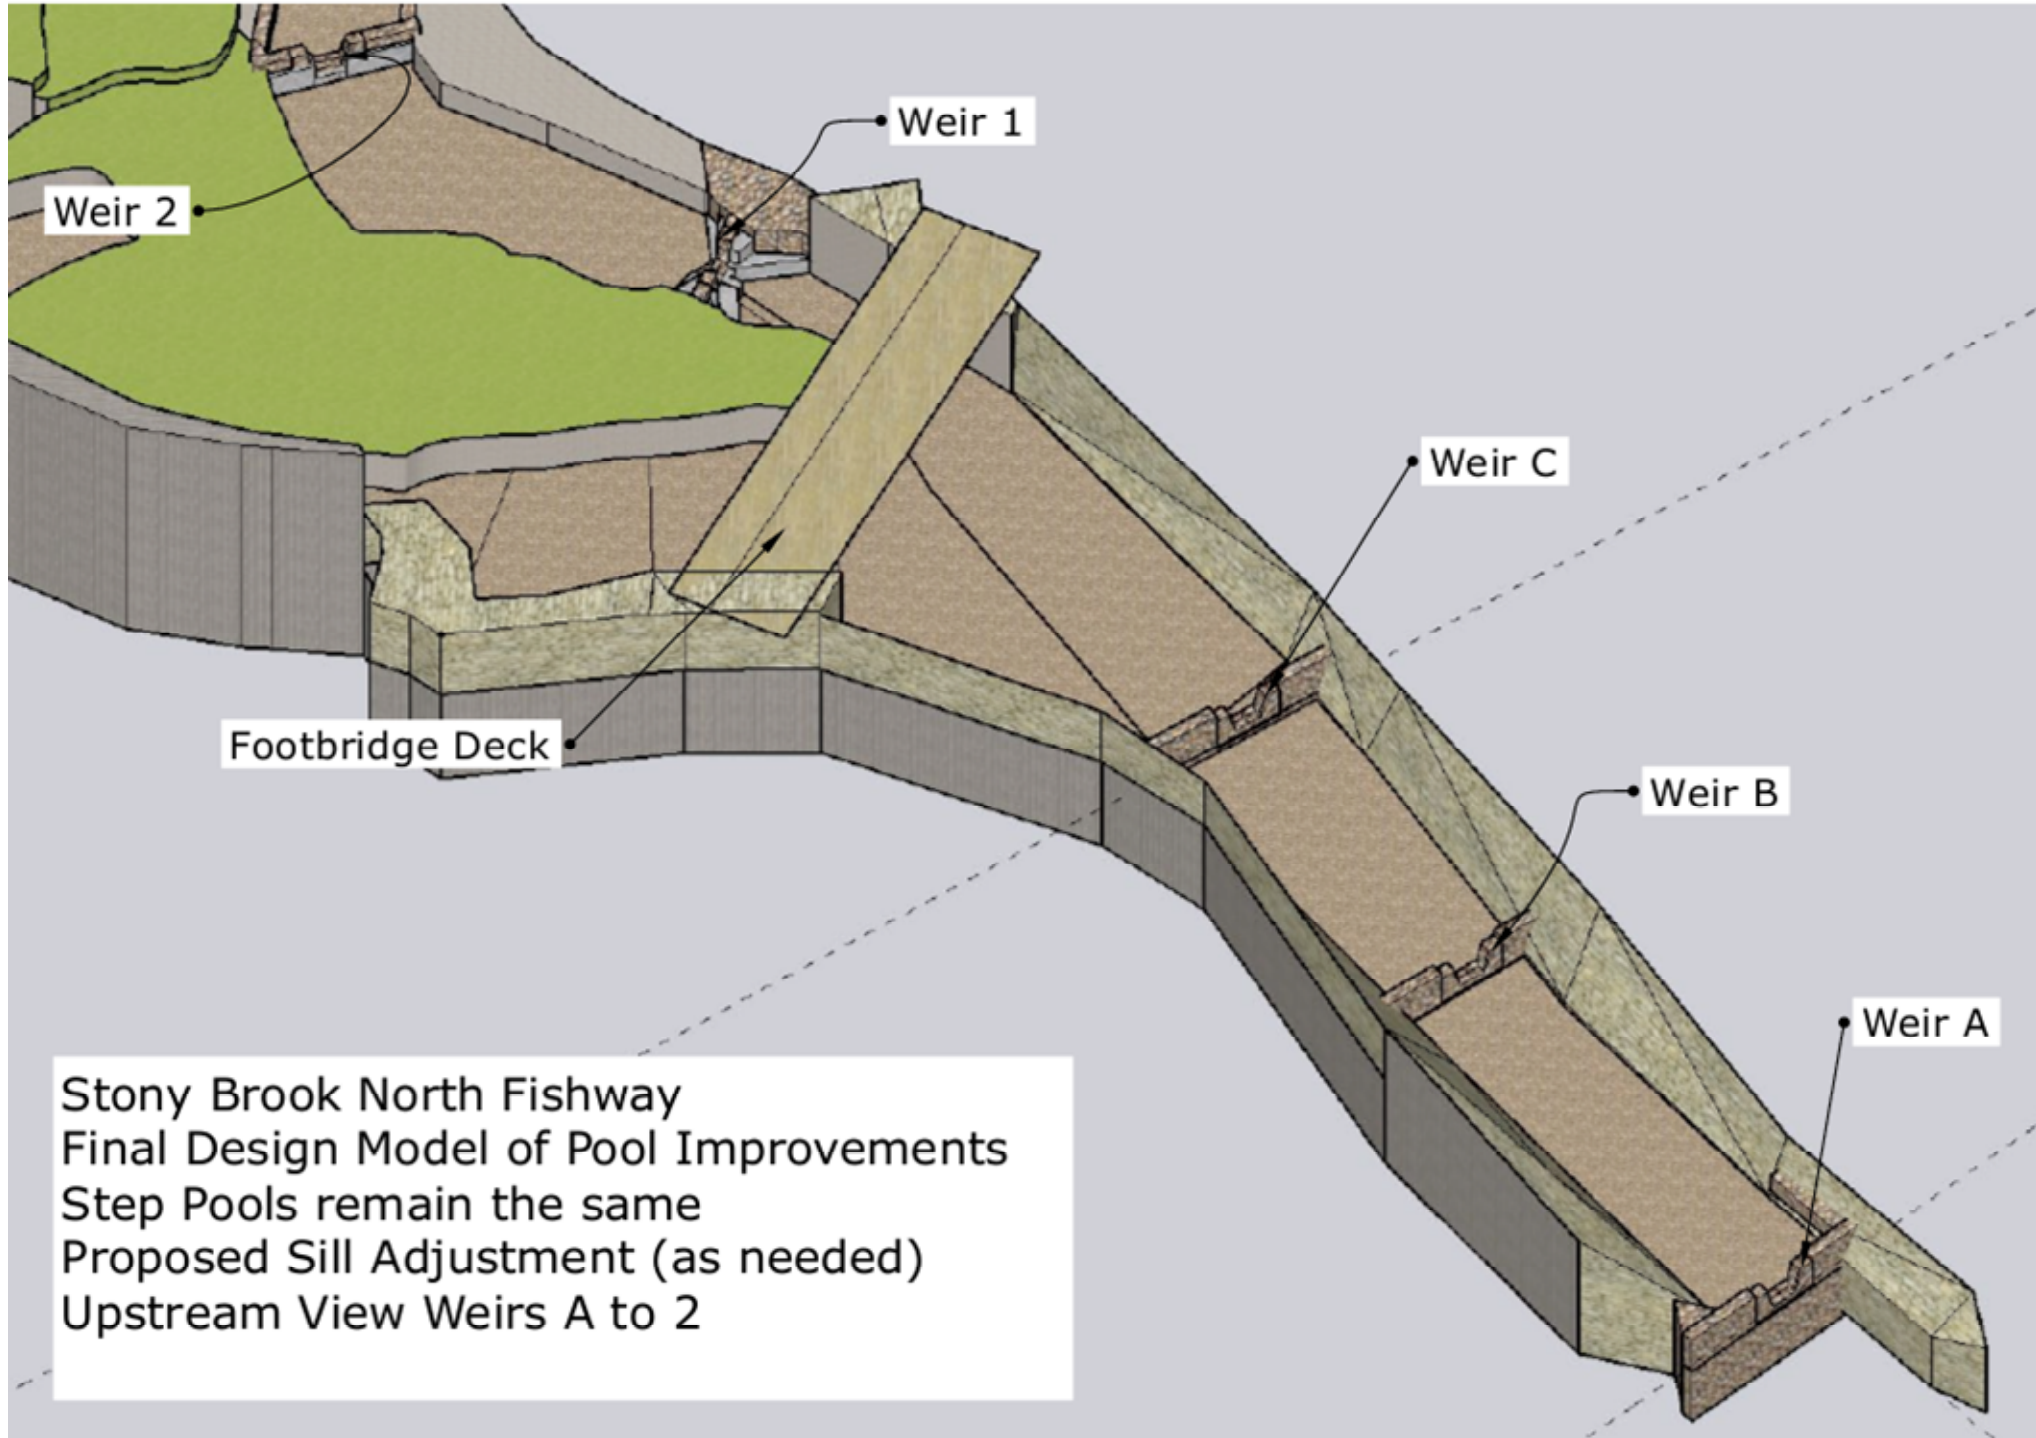 Weir 1
Weir 2
Weir C
Footbridge Deck
Weir B
Weir A
Stony Brook North Fishway
Final Design Model of Pool Improvements
Step Pools remain the same
Proposed Sill Adjustment (as needed)
Upstream View Weirs A to 2